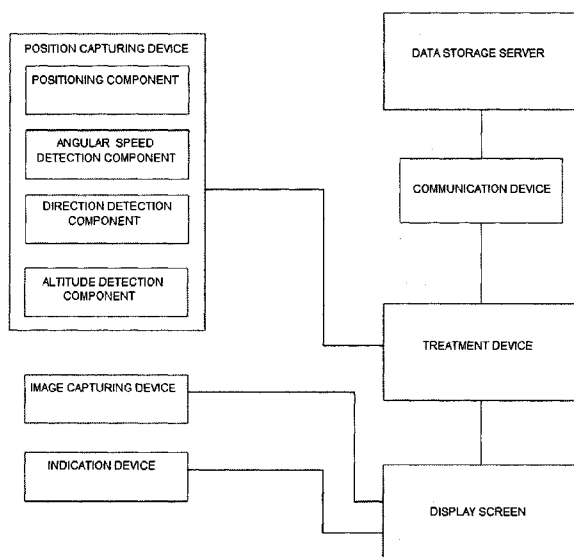 POSITION CAPTURING DEVICE
POSITIONING COMPONENT
ANGULAR SPEED
DETECTION COMPONENT
DIRECTION DETECTION
COMPONENT
ALTITUDE DETECTION
COMPONENT
IMAGE CAPTURING DEVICE
INDICATION DEVICE
DATA STORAGE SERVER
COMMUNICATION DEVICE
TREATMENT DEVICE
DISPLAY SCREEN